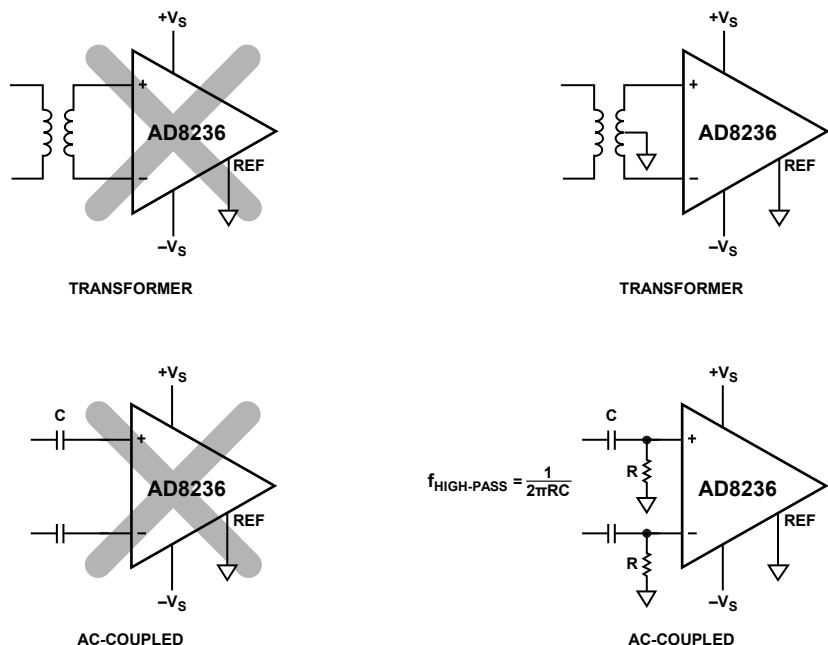 +VS
+
AD8236
REF
−
−VS
TRANSFORMER
+VS
+
AD8236
REF
−
−VS
TRANSFORMER
+VS
C
+
AD8236
REF
−
−VS
AC-COUPLED
fHIGH-PASS = 1/2πRC
+VS
C
+
R
AD8236
REF
−
R
−VS
AC-COUPLED